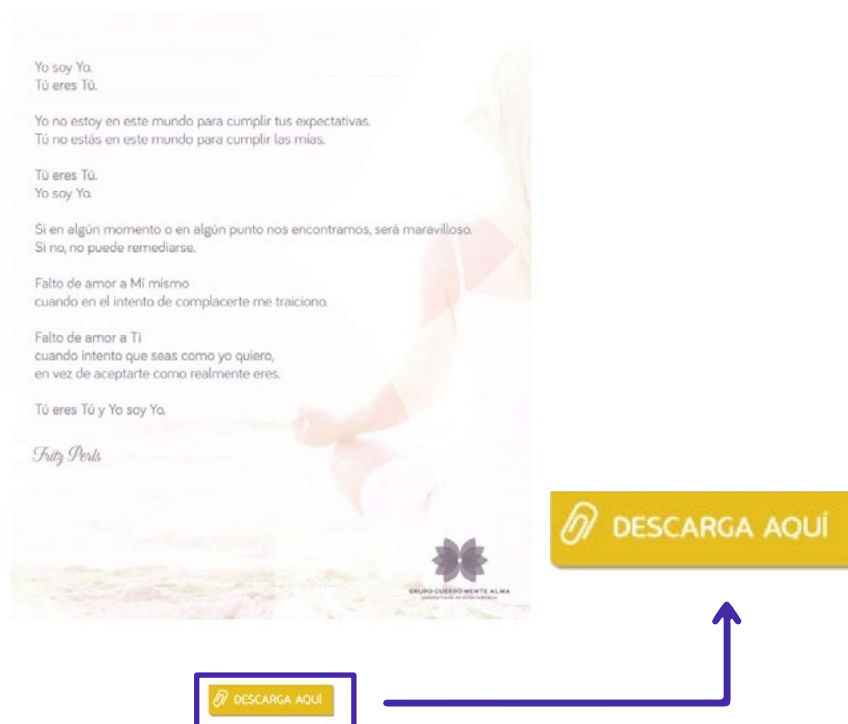 Yo soy Yo.
Tú eres Tú.
Yo no estoy en este mundo para cumplir tus expectativas.
Tú no estás en este mundo para cumplir las mías.
Tú eres Tú.
Yo soy Yo.
Si en algún momento o en algún punto nos encontramos, será maravilloso.
Si no, no puede remediarse.
Falto de amor a Mí mismo
cuando en el intento de complacerte me traiciono.
Falto de amor a Ti
cuando intento que seas como yo quiero,
en vez de aceptarte como realmente eres.
Tú eres Tú y Yo soy Yo.
Fritz Perls
GRUPO CUERPO MENTE ALMA
DESCARGA AQUÍ
DESCARGA AQUÍ